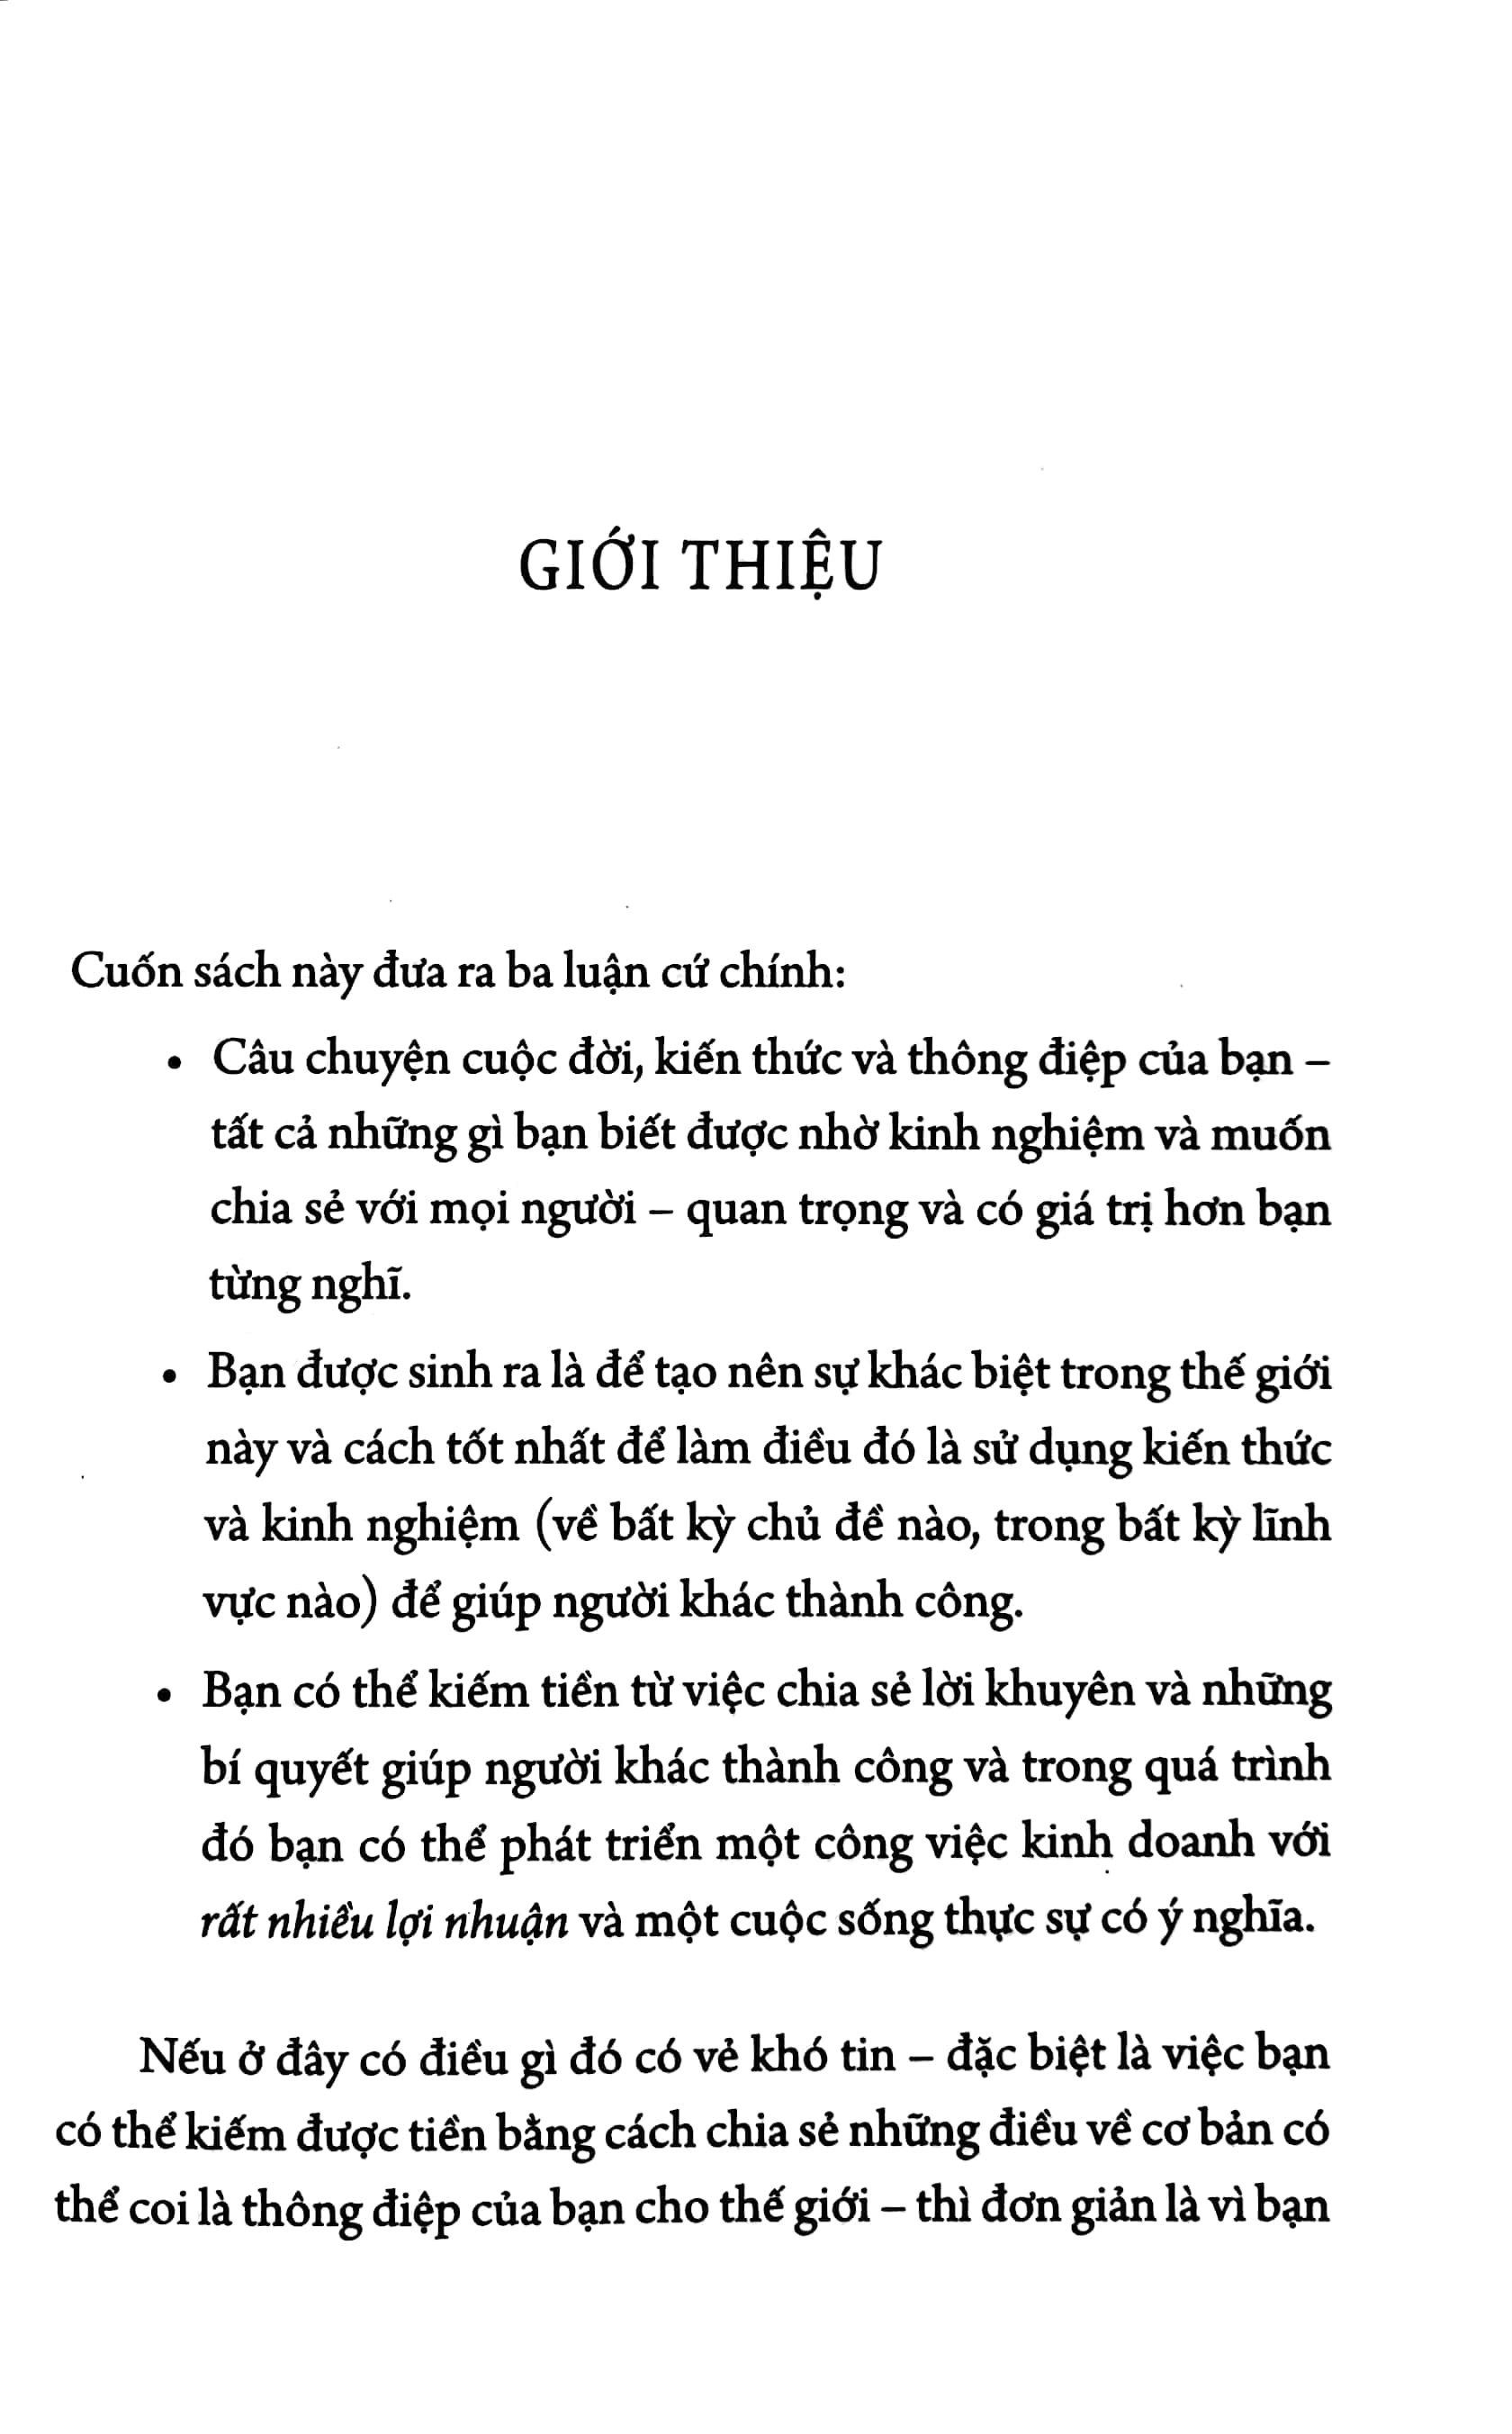 GIỚI THIỆU
Cuốn sách này đưa ra ba luận cứ chính:
• Câu chuyện cuộc đời, kiến thức và thông điệp của bạn –
tất cả những gì bạn biết được nhờ kinh nghiệm và muốn
chia sẻ với mọi người – quan trọng và có giá trị hơn bạn
từng nghĩ.
• Bạn được sinh ra là để tạo nên sự khác biệt trong thế giới
này và cách tốt nhất để làm điều đó là sử dụng kiến thức
và kinh nghiệm (về bất kỳ chủ đề nào, trong bất kỳ lĩnh
vực nào) để giúp người khác thành công.
• Bạn có thể kiếm tiền từ việc chia sẻ lời khuyên và những
bí quyết giúp người khác thành công và trong quá trình
đó bạn có thể phát triển một công việc kinh doanh với
rất nhiều lợi nhuận và một cuộc sống thực sự có ý nghĩa.
Nếu ở đây có điều gì đó có vẻ khó tin – đặc biệt là việc bạn
có thể kiếm được tiền bằng cách chia sẻ những điều về cơ bản có
thể coi là thông điệp của bạn cho thế giới – thì đơn giản là vì bạn